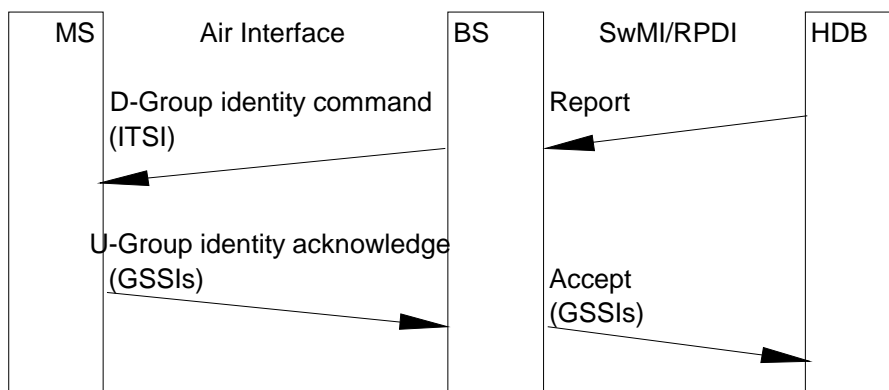 MS
Air Interface
BS
SwMI/RPDI
HDB
D-Group identity command
(ITSI)
Report
U-Group identity acknowledge
(GSSIs)
Accept
(GSSIs)